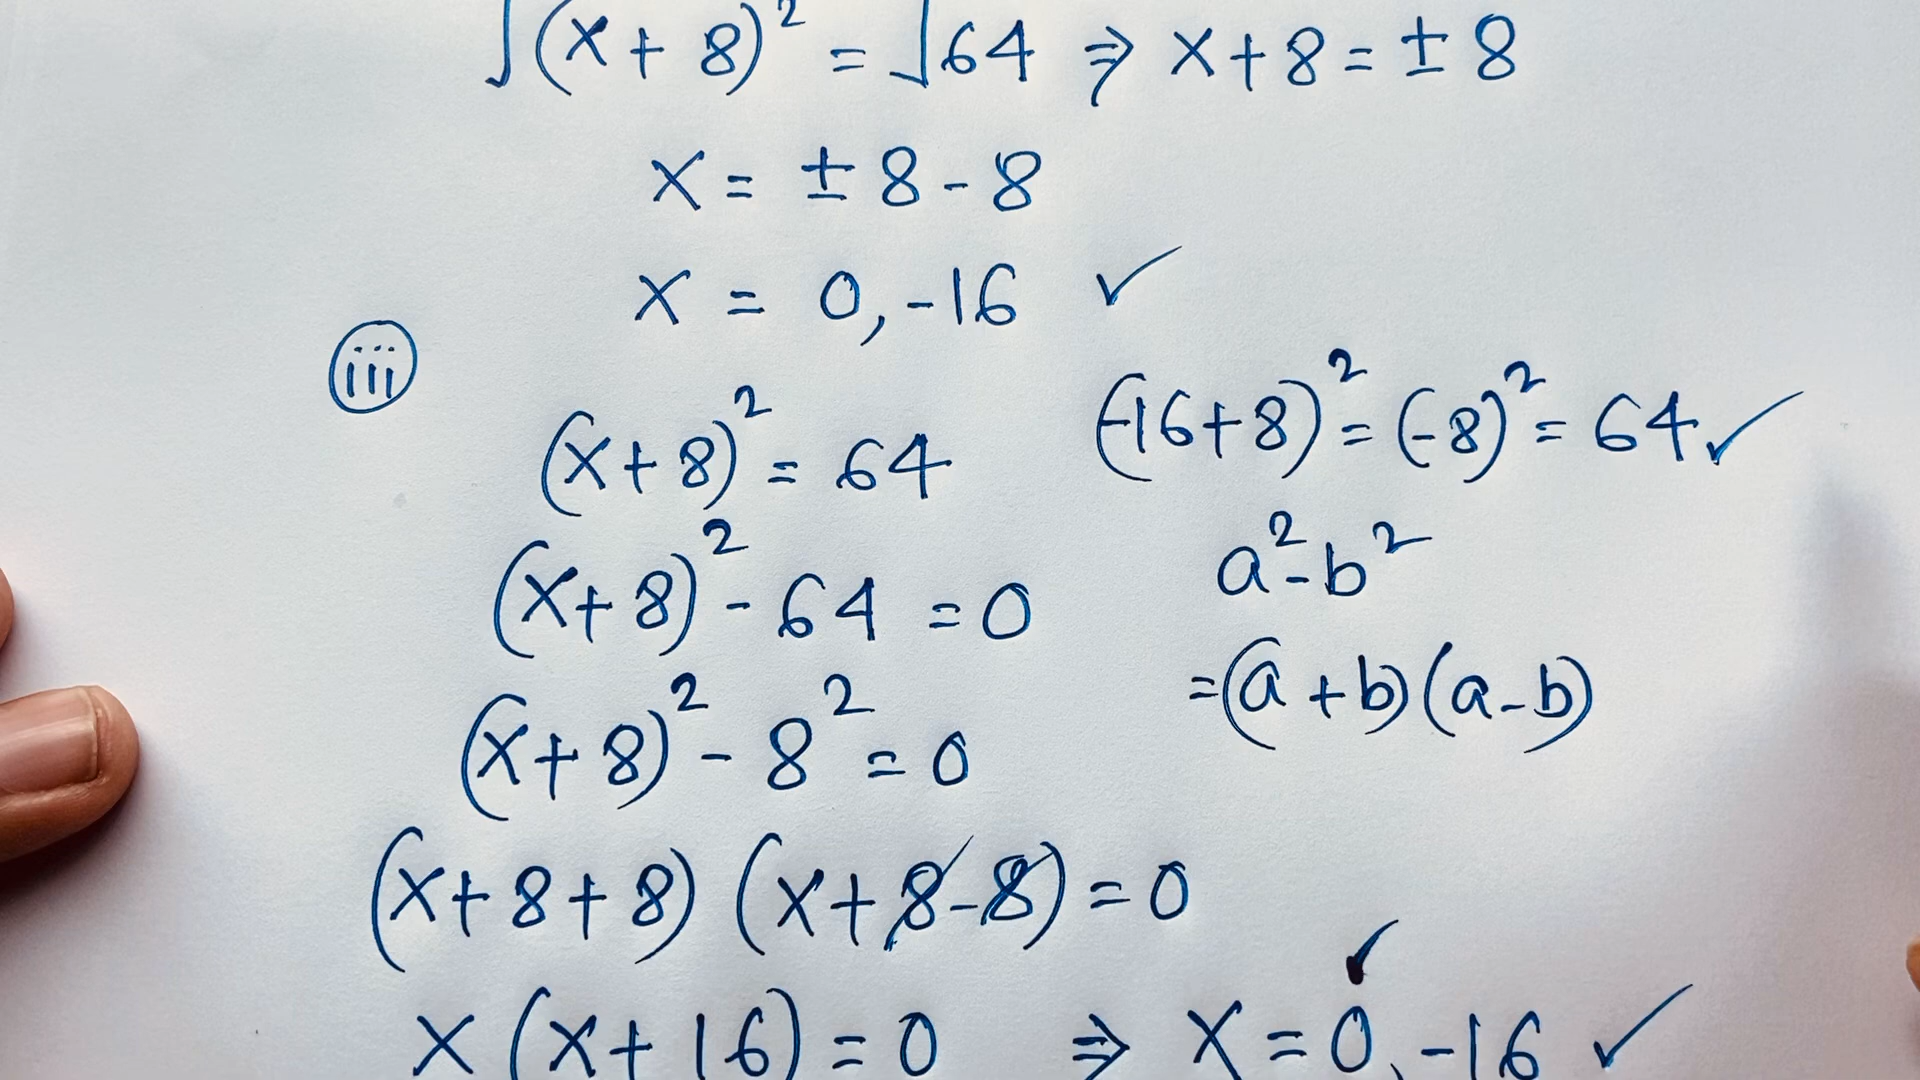 √(x+8)² = √64 ⇒ x+8 = ±8
x = ±8-8
x = 0, -16 ✓
(iii)
(x+8)² = 64
(-16+8)² = (-8)² = 64 ✓
(x+8)² - 64 = 0
a²-b²
=(a+b)(a-b)
(x+8)² - 8² = 0
(x+8+8)(x+8-8) = 0
x(x+16) = 0 ⇒ x = 0, -16 ✓